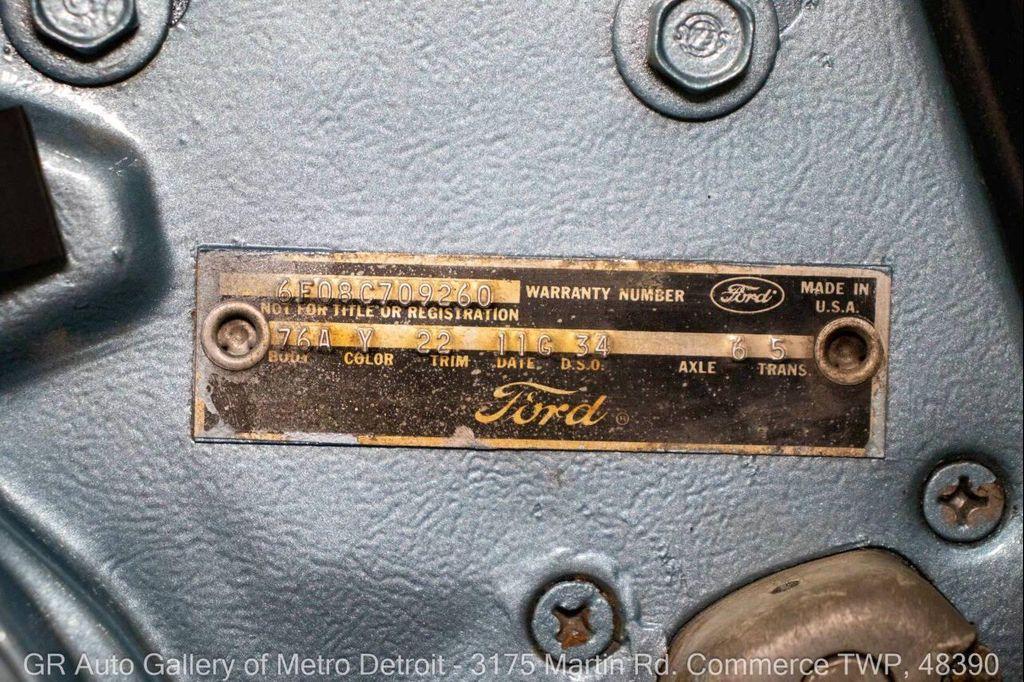 6F08C709260 WARRANTY NUMBER Ford MADE IN U.S.A.
NOT FOR TITLE OR REGISTRATION
76A Y 22 11G 34 6 5
BODY COLOR TRIM DATE D.S.O. AXLE TRANS.
Ford ®
GR Auto Gallery of Metro Detroit - 3175 Martin Rd. Commerce TWP, 48390